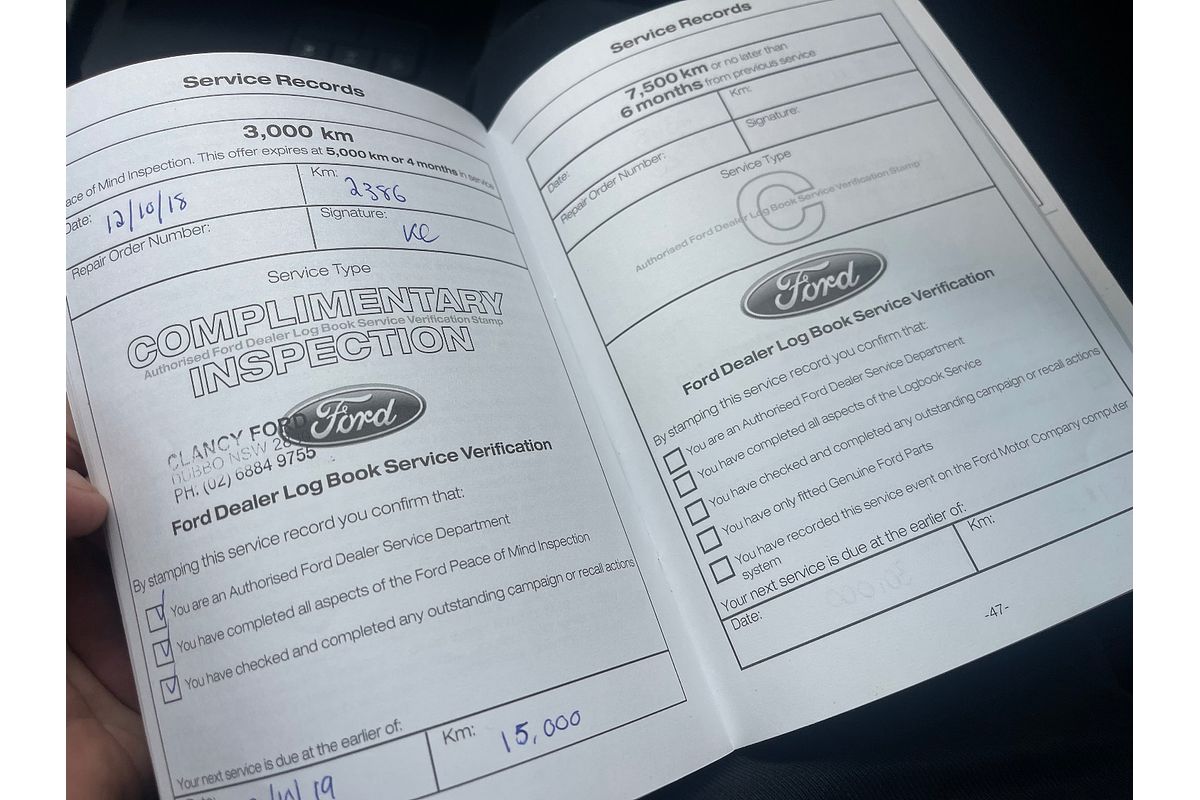 Service Records
3,000 km
ace of Mind Inspection. This offer expires at 5,000 km or 4 months in service
Date: 12/10/18
Km: 2386
Repair Order Number:
Signature: KC
Service Type
COMPLIMENTARY
Authorised Ford Dealer Log Book Service Verification Stamp
INSPECTION
Ford
CLANCY FORD
DUBBO NSW
PH: (02) 6884 9755
Ford Dealer Log Book Service Verification
By stamping this service record you confirm that:
You are an Authorised Ford Dealer Service Department
You have completed all aspects of the Ford Peace of Mind Inspection
You have checked and completed any outstanding campaign or recall actions
Your next service is due at the earlier of:
Km: 15,000
/19
Service Records
7,500 km or no later than
6 months from previous service
Date:
Km:
Repair Order Number:
Signature:
Service Type
C
Authorised Ford Dealer Log Book Service Verification Stamp
Ford
Ford Dealer Log Book Service Verification
By stamping this service record you confirm that:
You are an Authorised Ford Dealer Service Department
You have completed all aspects of the Logbook Service
You have checked and completed any outstanding campaign or recall actions
You have only fitted Genuine Ford Parts
You have recorded this service event on the Ford Motor Company computer
system
Your next service is due at the earlier of:
Date:
Km:
-47-